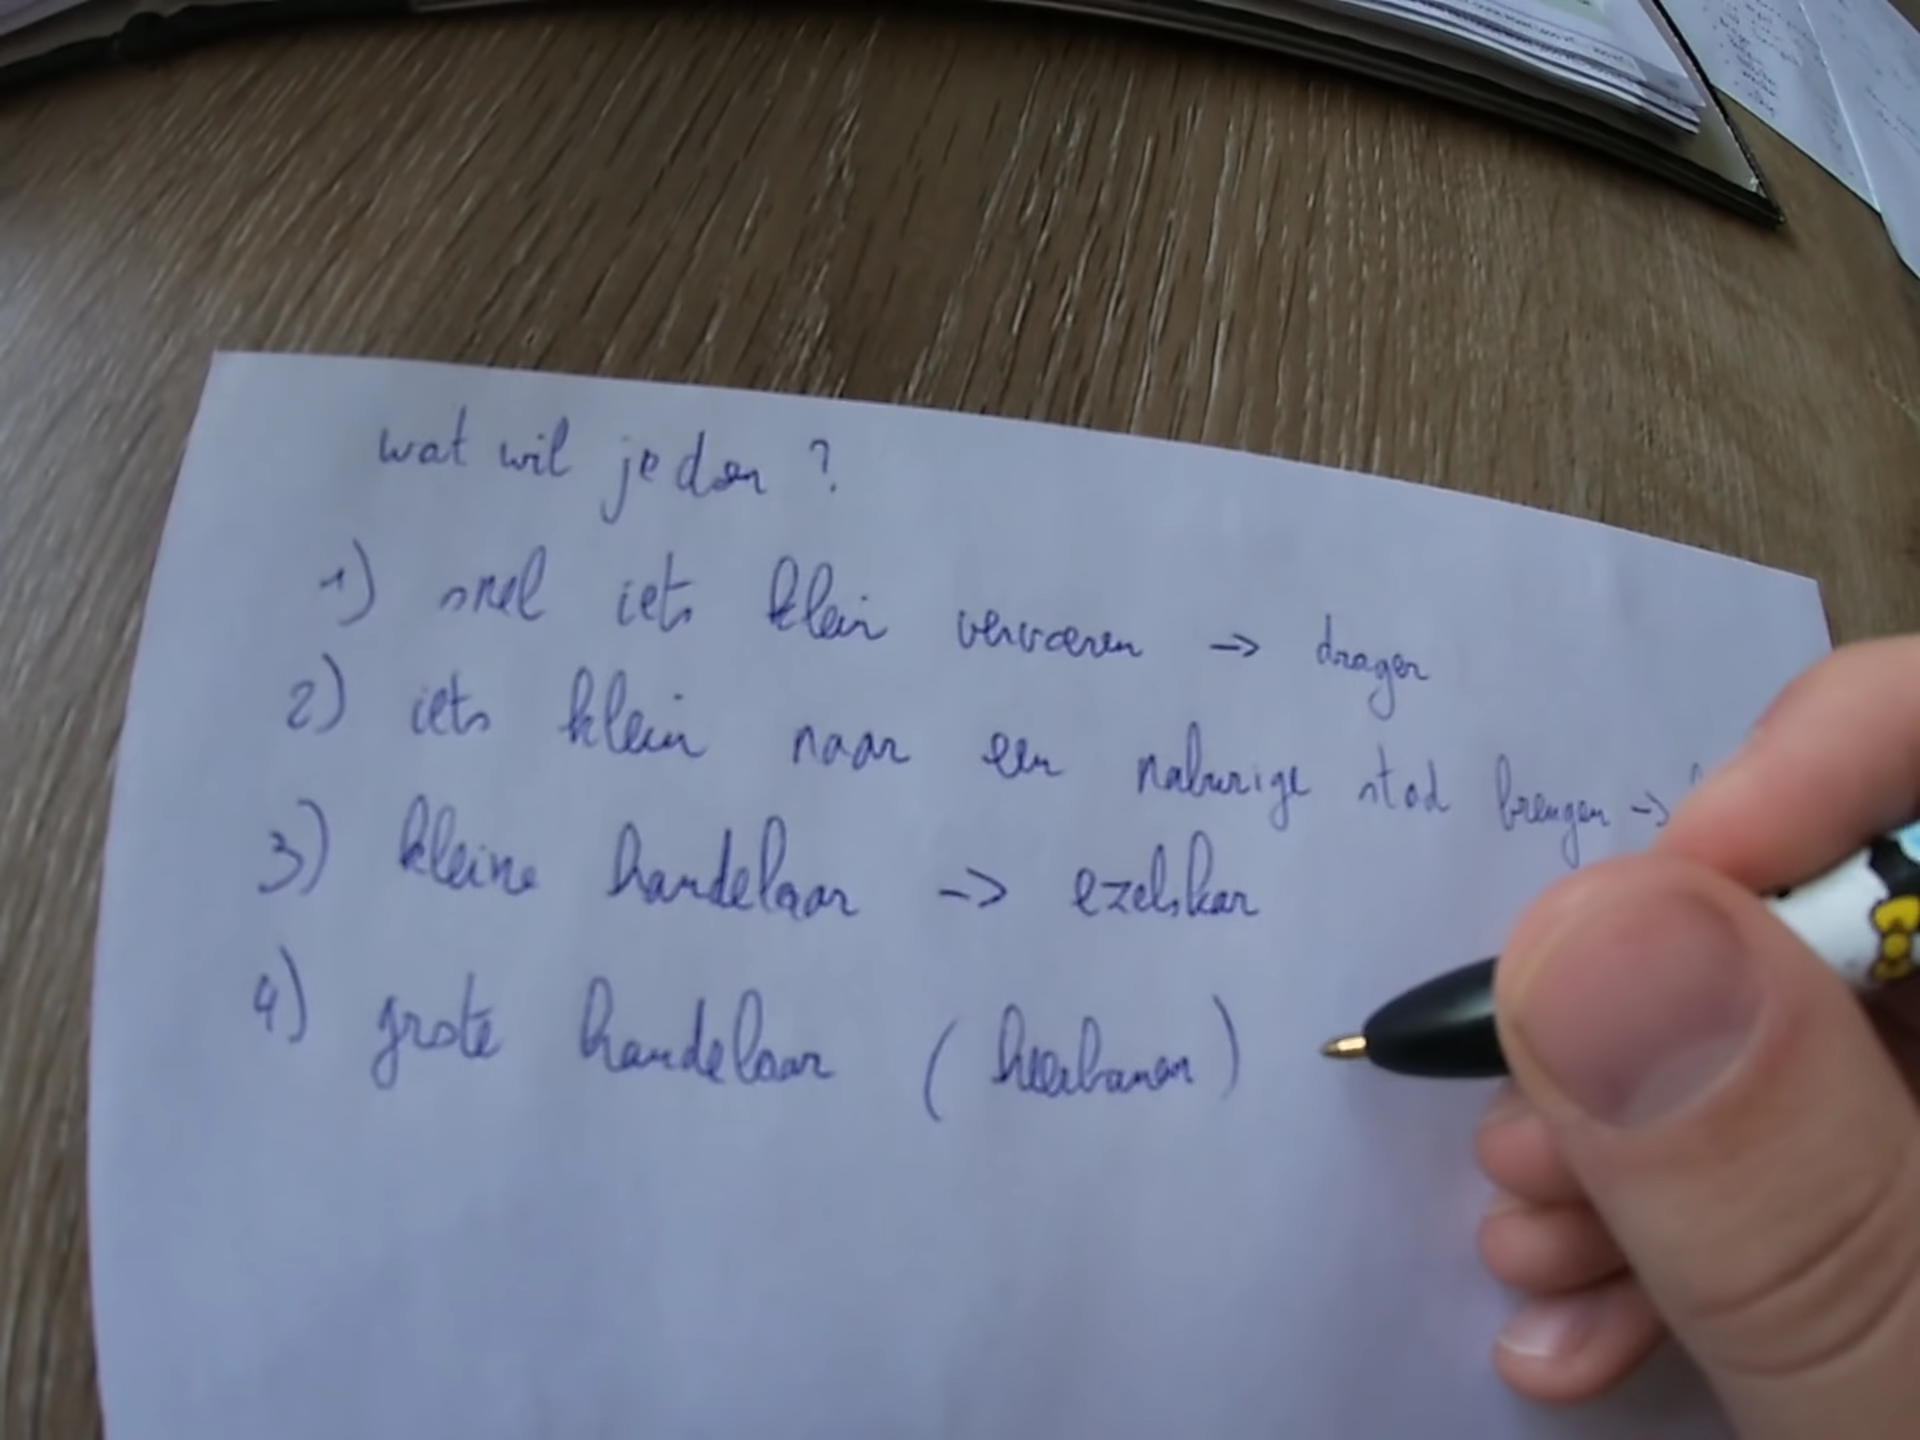 wat wil je doen ?
1) snel iets klein vervoeren -> drager
2) iets klein naar een naburige stad brengen ->
3) kleine handelaar -> ezelskar
4) grote handelaar ( heerbanen )